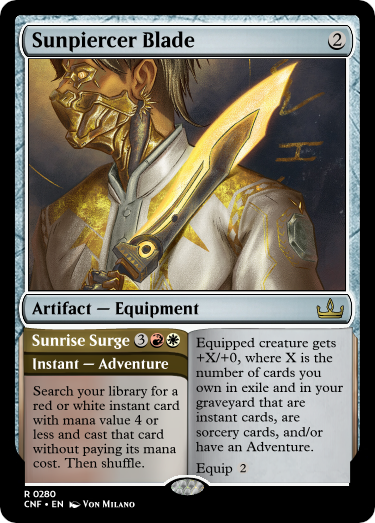 Sunpiercer Blade 2
Artifact — Equipment
Sunrise Surge 3
Instant — Adventure
Search your library for a
red or white instant card
with mana value 4 or
less and cast that card
without paying its mana
cost. Then shuffle.
Equipped creature gets
+X/+0, where X is the
number of cards you
own in exile and in your
graveyard that are
instant cards, are
sorcery cards, and/or
have an Adventure.
Equip 2
R 0280
CNF • EN Von Milano